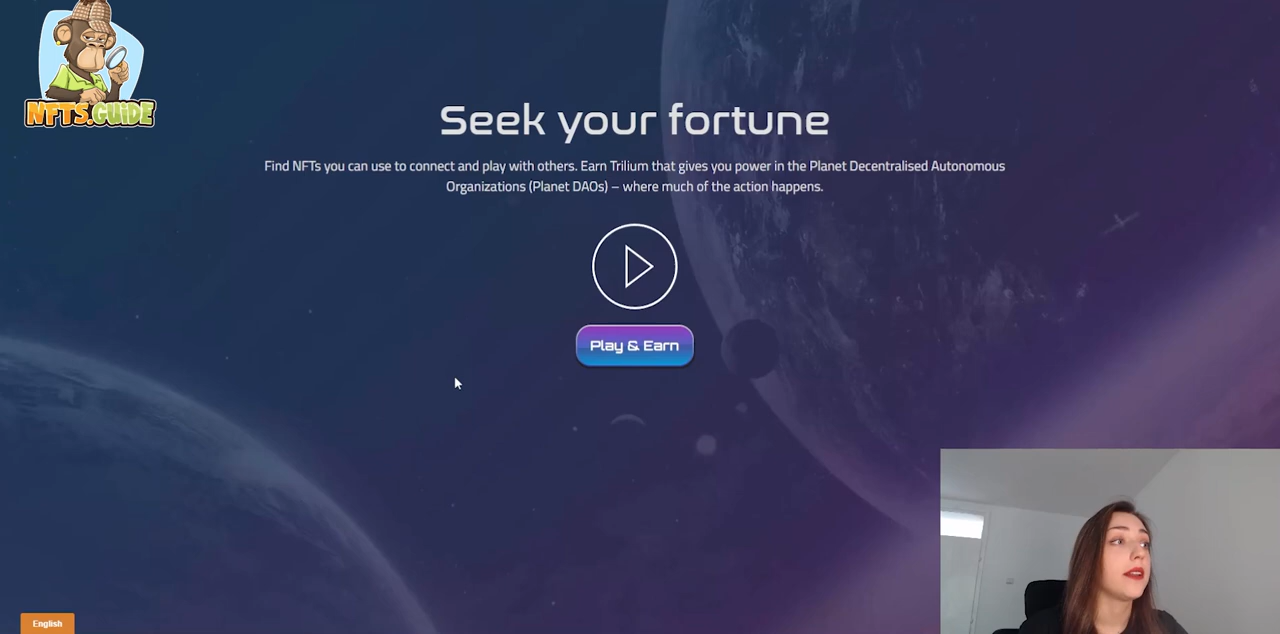 NFTS.GUiDE
Seek your fortune
Find NFTs you can use to connect and play with others. Earn Trilium that gives you power in the Planet Decentralised Autonomous
Organizations (Planet DAOs) – where much of the action happens.
Play & Earn
English